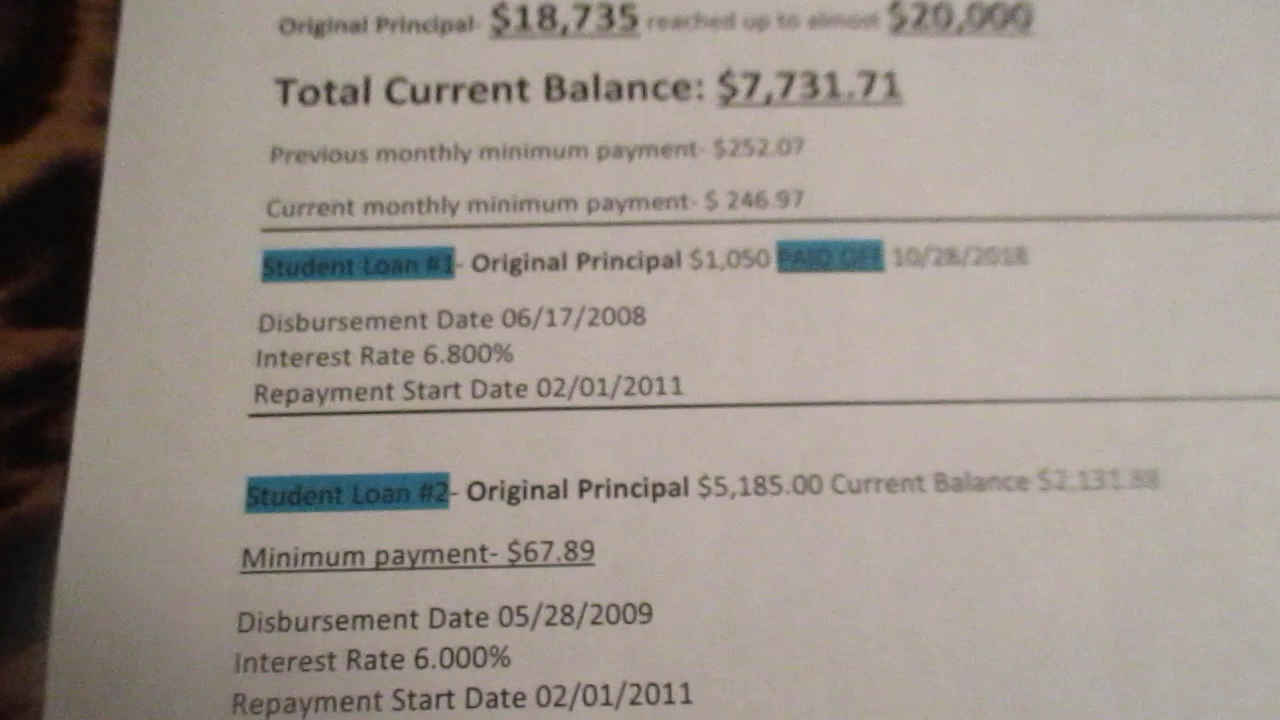 Original Principal- $18,735 reached up to almost $20,000
Total Current Balance: $7,731.71
Previous monthly minimum payment- $252.07
Current monthly minimum payment- $ 246.97
Student Loan #1- Original Principal $1,050 PAID OFF 10/28/2018
Disbursement Date 06/17/2008
Interest Rate 6.800%
Repayment Start Date 02/01/2011
Student Loan #2- Original Principal $5,185.00 Current Balance $2,131.88
Minimum payment- $67.89
Disbursement Date 05/28/2009
Interest Rate 6.000%
Repayment Start Date 02/01/2011